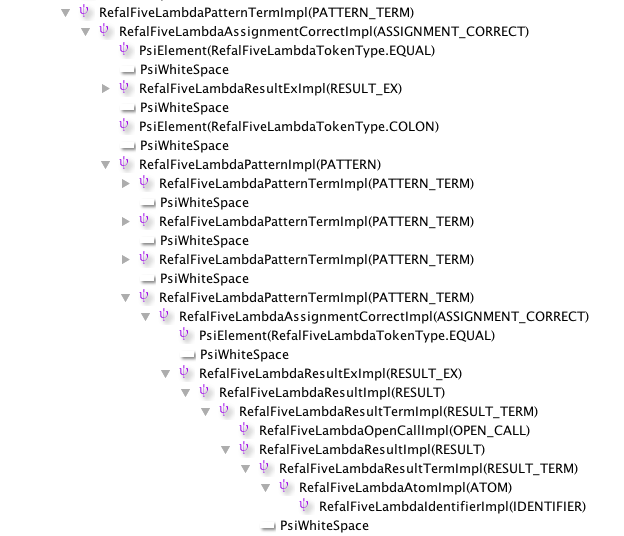 RefalFiveLambdaPatternTermImpl(PATTERN_TERM)
RefalFiveLambdaAssignmentCorrectImpl(ASSIGNMENT_CORRECT)
PsiElement(RefalFiveLambdaTokenType.EQUAL)
PsiWhiteSpace
RefalFiveLambdaResultExImpl(RESULT_EX)
PsiWhiteSpace
PsiElement(RefalFiveLambdaTokenType.COLON)
PsiWhiteSpace
RefalFiveLambdaPatternImpl(PATTERN)
RefalFiveLambdaPatternTermImpl(PATTERN_TERM)
PsiWhiteSpace
RefalFiveLambdaPatternTermImpl(PATTERN_TERM)
PsiWhiteSpace
RefalFiveLambdaPatternTermImpl(PATTERN_TERM)
PsiWhiteSpace
RefalFiveLambdaPatternTermImpl(PATTERN_TERM)
RefalFiveLambdaAssignmentCorrectImpl(ASSIGNMENT_CORRECT)
PsiElement(RefalFiveLambdaTokenType.EQUAL)
PsiWhiteSpace
RefalFiveLambdaResultExImpl(RESULT_EX)
RefalFiveLambdaResultImpl(RESULT)
RefalFiveLambdaResultTermImpl(RESULT_TERM)
RefalFiveLambdaOpenCallImpl(OPEN_CALL)
RefalFiveLambdaResultImpl(RESULT)
RefalFiveLambdaResultTermImpl(RESULT_TERM)
RefalFiveLambdaAtomImpl(ATOM)
RefalFiveLambdaIdentifierImpl(IDENTIFIER)
PsiWhiteSpace